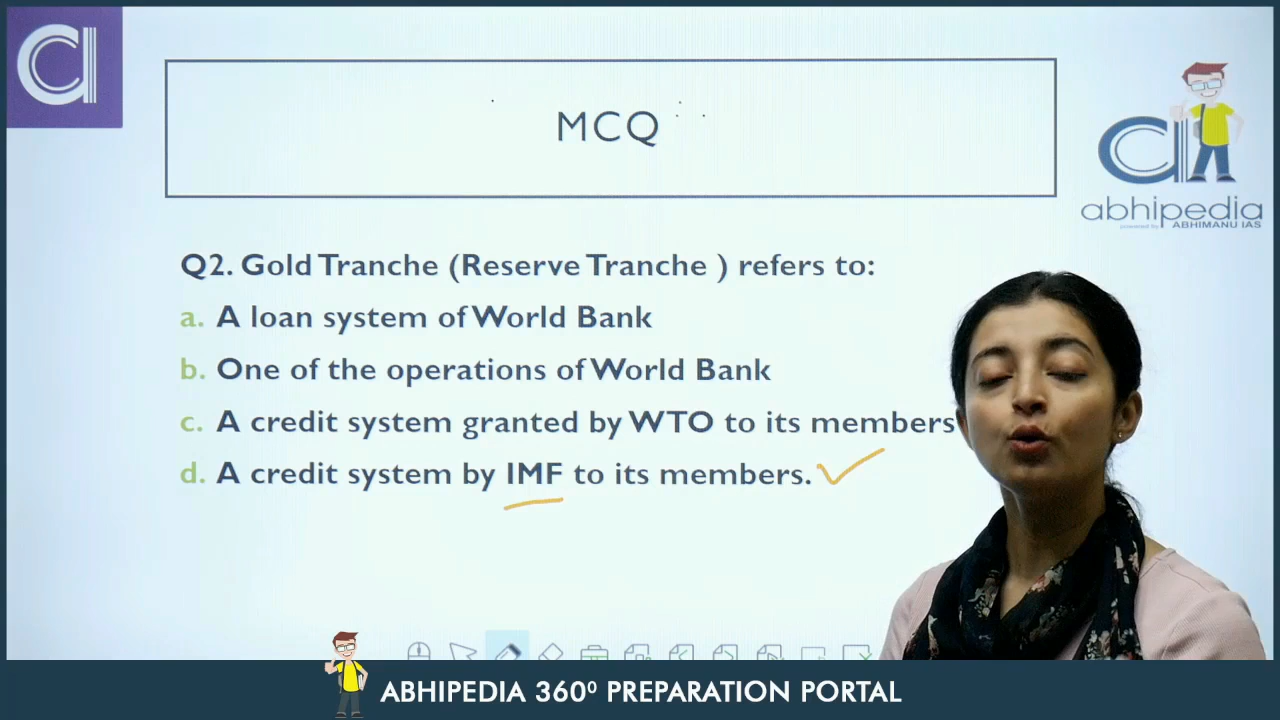 MCQ
abhipedia
powered by ABHIMANU IAS
Q2. Gold Tranche (Reserve Tranche ) refers to:
a. A loan system of World Bank
b. One of the operations of World Bank
c. A credit system granted by WTO to its members
d. A credit system by IMF to its members.
ABHIPEDIA 360⁰ PREPARATION PORTAL